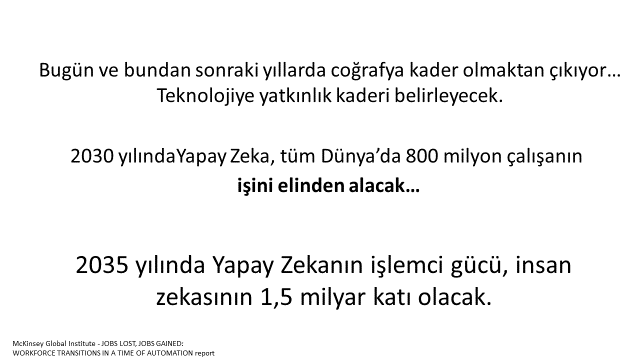 Bugün ve bundan sonraki yıllarda coğrafya kader olmaktan çıkıyor…
Teknolojiye yatkınlık kaderi belirleyecek.
2030 yılındaYapay Zeka, tüm Dünya’da 800 milyon çalışanın
işini elinden alacak…
2035 yılında Yapay Zekanın işlemci gücü, insan
zekasının 1,5 milyar katı olacak.
McKinsey Global Institute - JOBS LOST, JOBS GAINED:
WORKFORCE TRANSITIONS IN A TIME OF AUTOMATION report